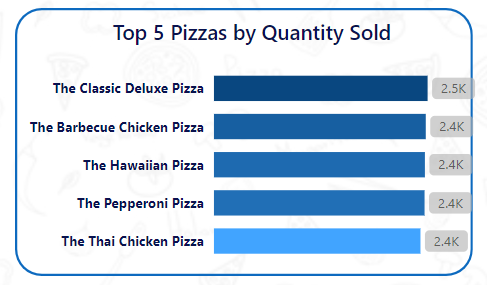 Top 5 Pizzas by Quantity Sold
The Classic Deluxe Pizza 2.5K
The Barbecue Chicken Pizza 2.4K
The Hawaiian Pizza 2.4K
The Pepperoni Pizza 2.4K
The Thai Chicken Pizza 2.4K